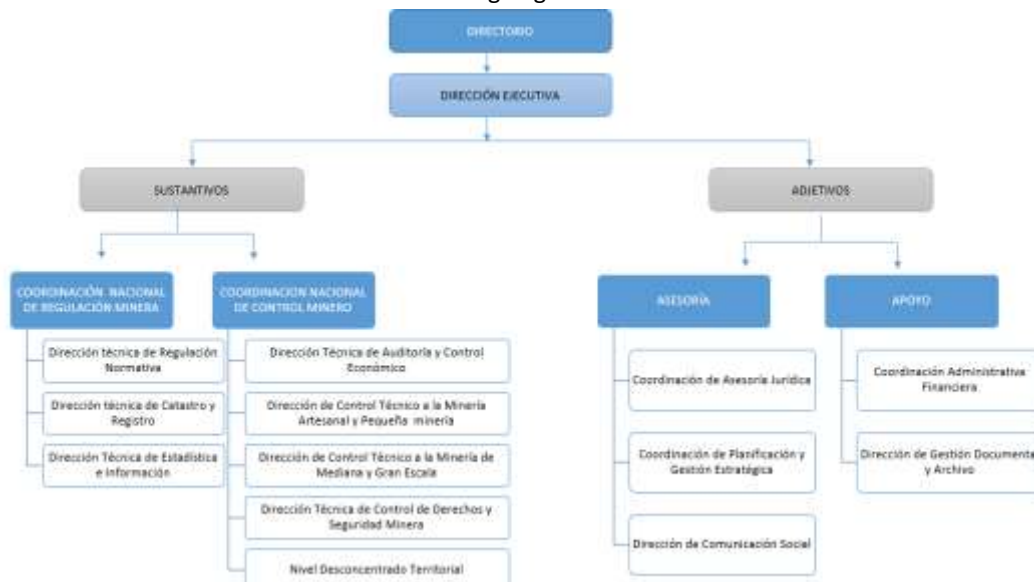 DIRECTORIO
DIRECCIÓN EJECUTIVA
SUSTANTIVOS
ADJETIVOS
COORDINACIÓN NACIONAL
DE REGULACIÓN MINERA
COORDINACION NACIONAL
DE CONTROL MINERO
ASESORÍA
APOYO
Dirección técnica de Regulación
Normativa
Dirección técnica de Catastro y
Registro
Dirección Técnica de Estadística
e Información
Dirección Técnica de Auditoría y Control
Económico
Dirección de Control Técnico a la Minería
Artesanal y Pequeña minería
Dirección de Control Técnico a la Minería de
Mediana y Gran Escala
Dirección Técnica de Control de Derechos y
Seguridad Minera
Nivel Desconcentrado Territorial
Coordinación de Asesoría Jurídica
Coordinación de Planificación y
Gestión Estratégica
Dirección de Comunicación Social
Coordinación Administrativa
Financiera
Dirección de Gestión Documenta
y Archivo